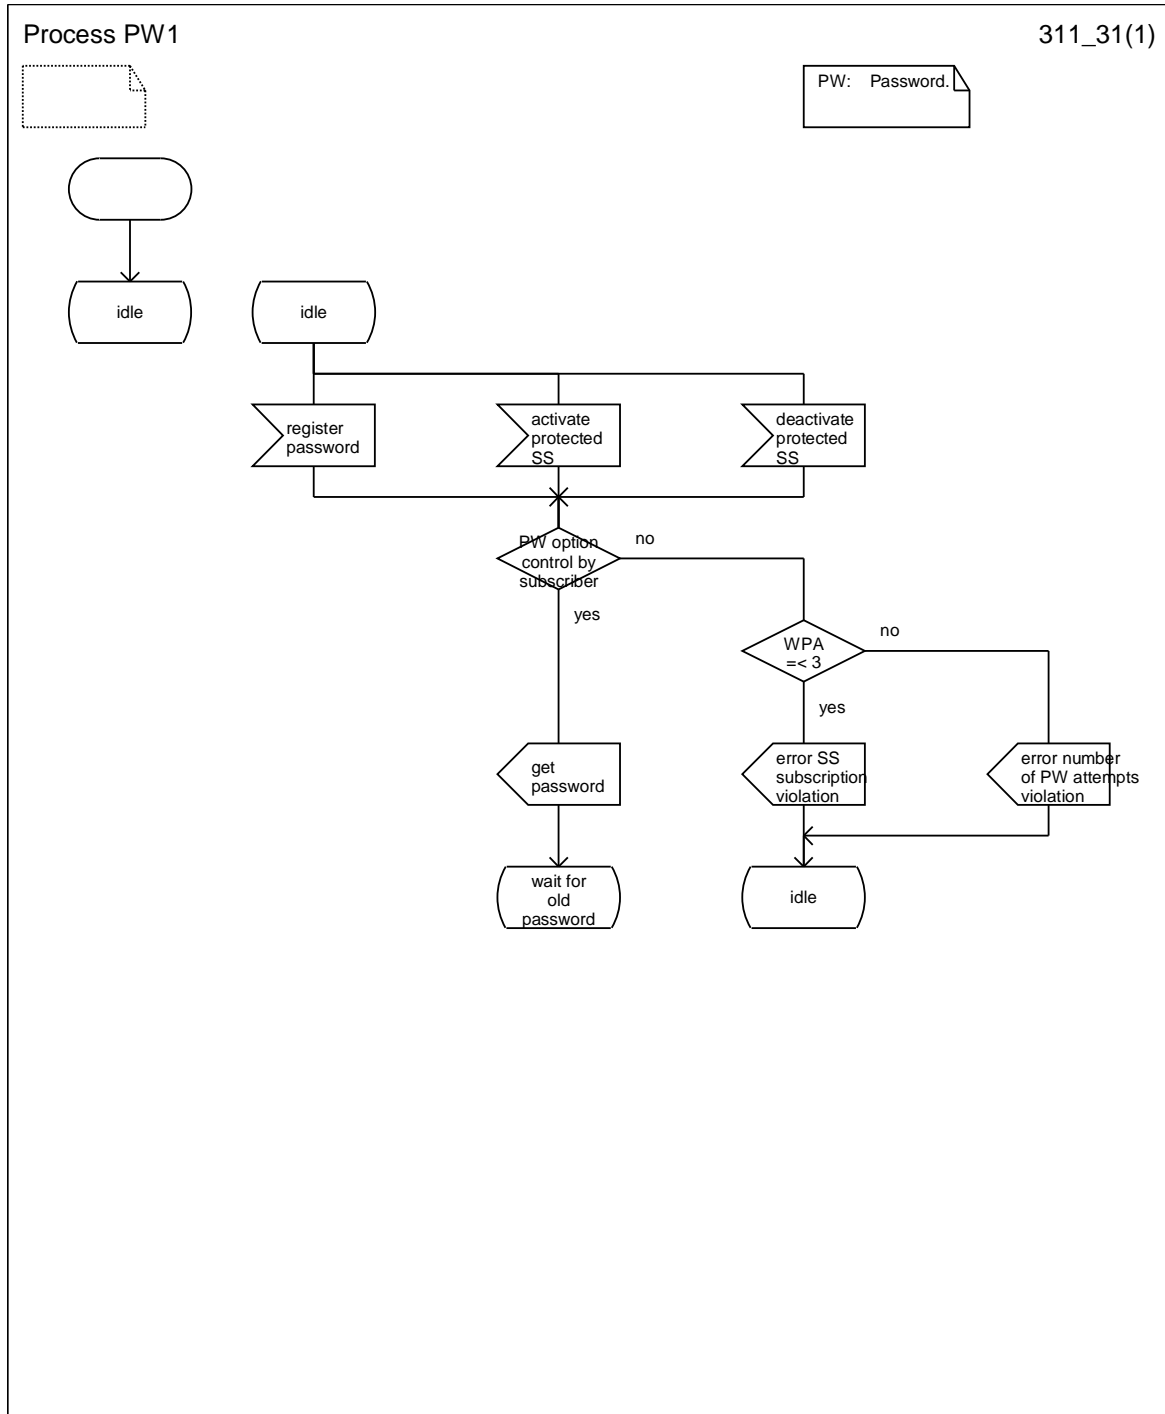 Process PW1
311_31(1)
PW: Password.
idle
idle
register
password
activate
protected
SS
deactivate
protected
SS
PW option
control by
subscriber
no
yes
WPA
=< 3
no
yes
get
password
error SS
subscription
violation
error number
of PW attempts
violation
wait for
old
password
idle